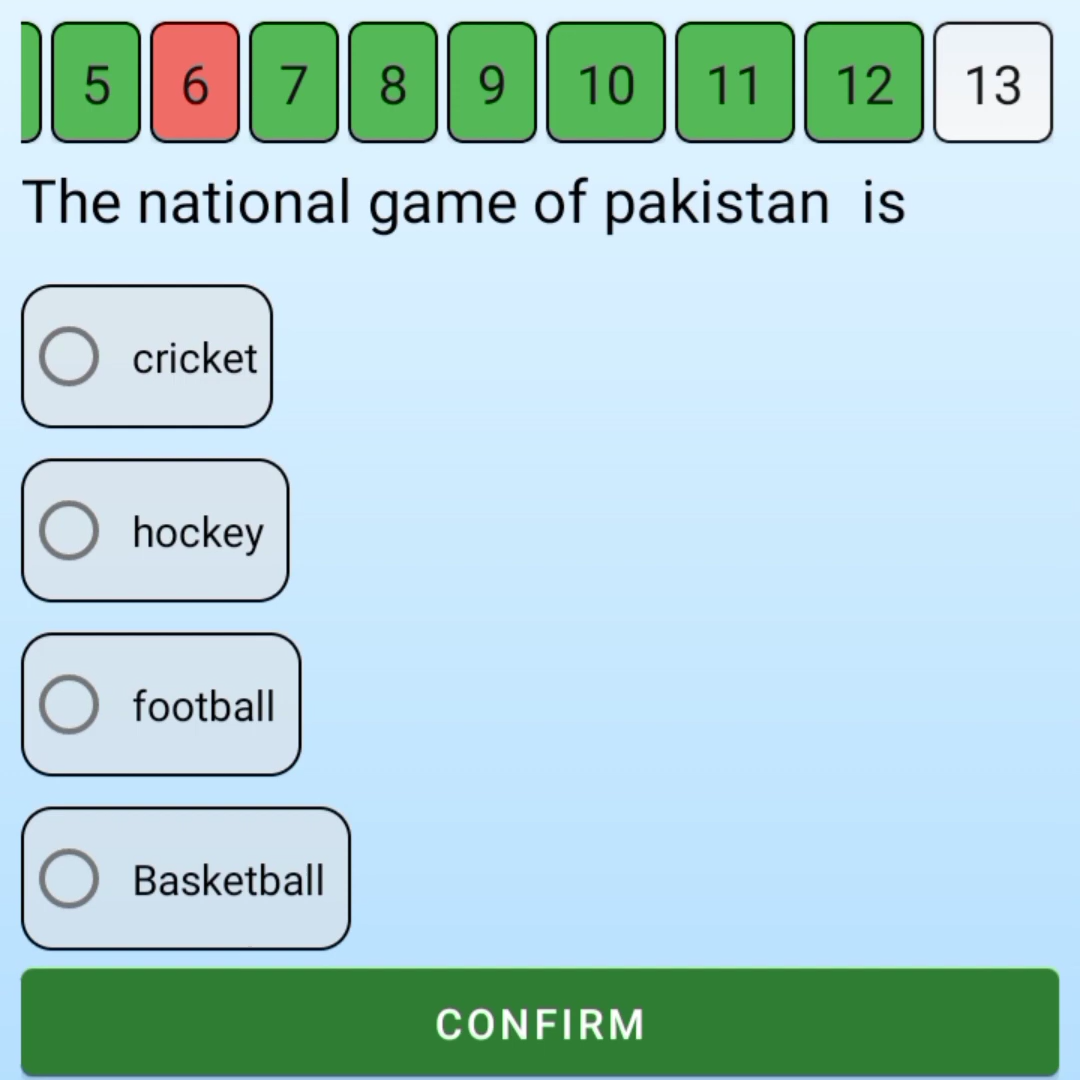 5 6 7 8 9 10 11 12 13
The national game of pakistan  is
cricket
hockey
football
Basketball
CONFIRM